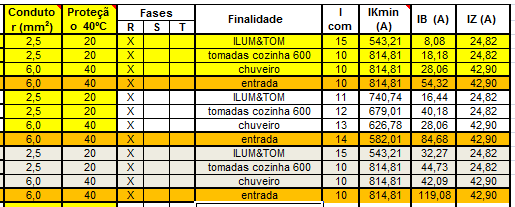 Conduto Proteçã Fases Finalidade I IKmin IB (A) IZ (A)
r (mm²) o 40ºC R S T com (A)
2,5 20 X ILUM&TOM 15 543,21 8,08 24,82
2,5 20 X tomadas cozinha 600 10 814,81 18,18 24,82
6,0 40 X chuveiro 10 814,81 28,06 42,90
6,0 40 X entrada 10 814,81 54,32 42,90
2,5 20 X ILUM&TOM 11 740,74 16,44 24,82
2,5 20 X tomadas cozinha 600 12 679,01 40,18 24,82
6,0 40 X chuveiro 13 626,78 28,06 42,90
6,0 40 X entrada 14 582,01 84,68 42,90
2,5 20 X ILUM&TOM 15 543,21 32,27 24,82
2,5 20 X tomadas cozinha 600 10 814,81 44,73 24,82
6,0 40 X chuveiro 10 814,81 42,09 42,90
6,0 40 X entrada 10 814,81 119,08 42,90